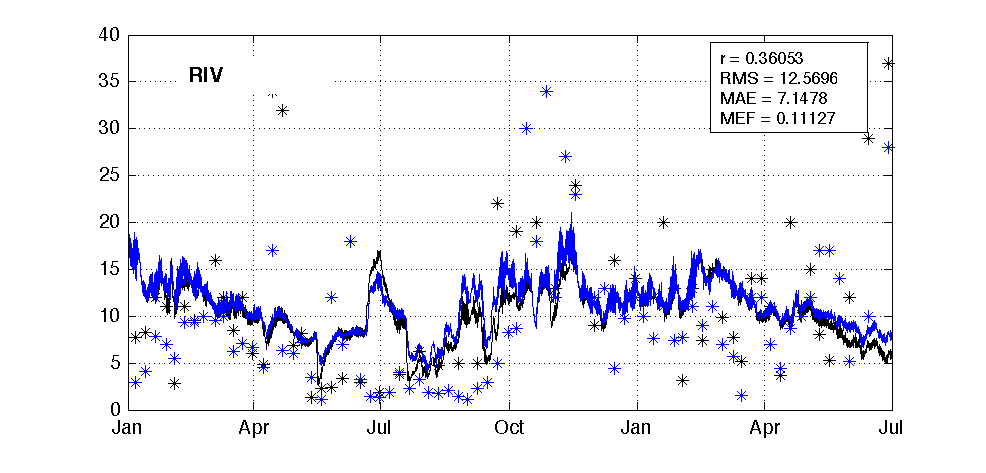 40
35
30
25
20
15
10
5
0
RIV
r = 0.36053
RMS = 12.5696
MAE = 7.1478
MEF = 0.11127
Jan Apr Jul Oct Jan Apr Jul